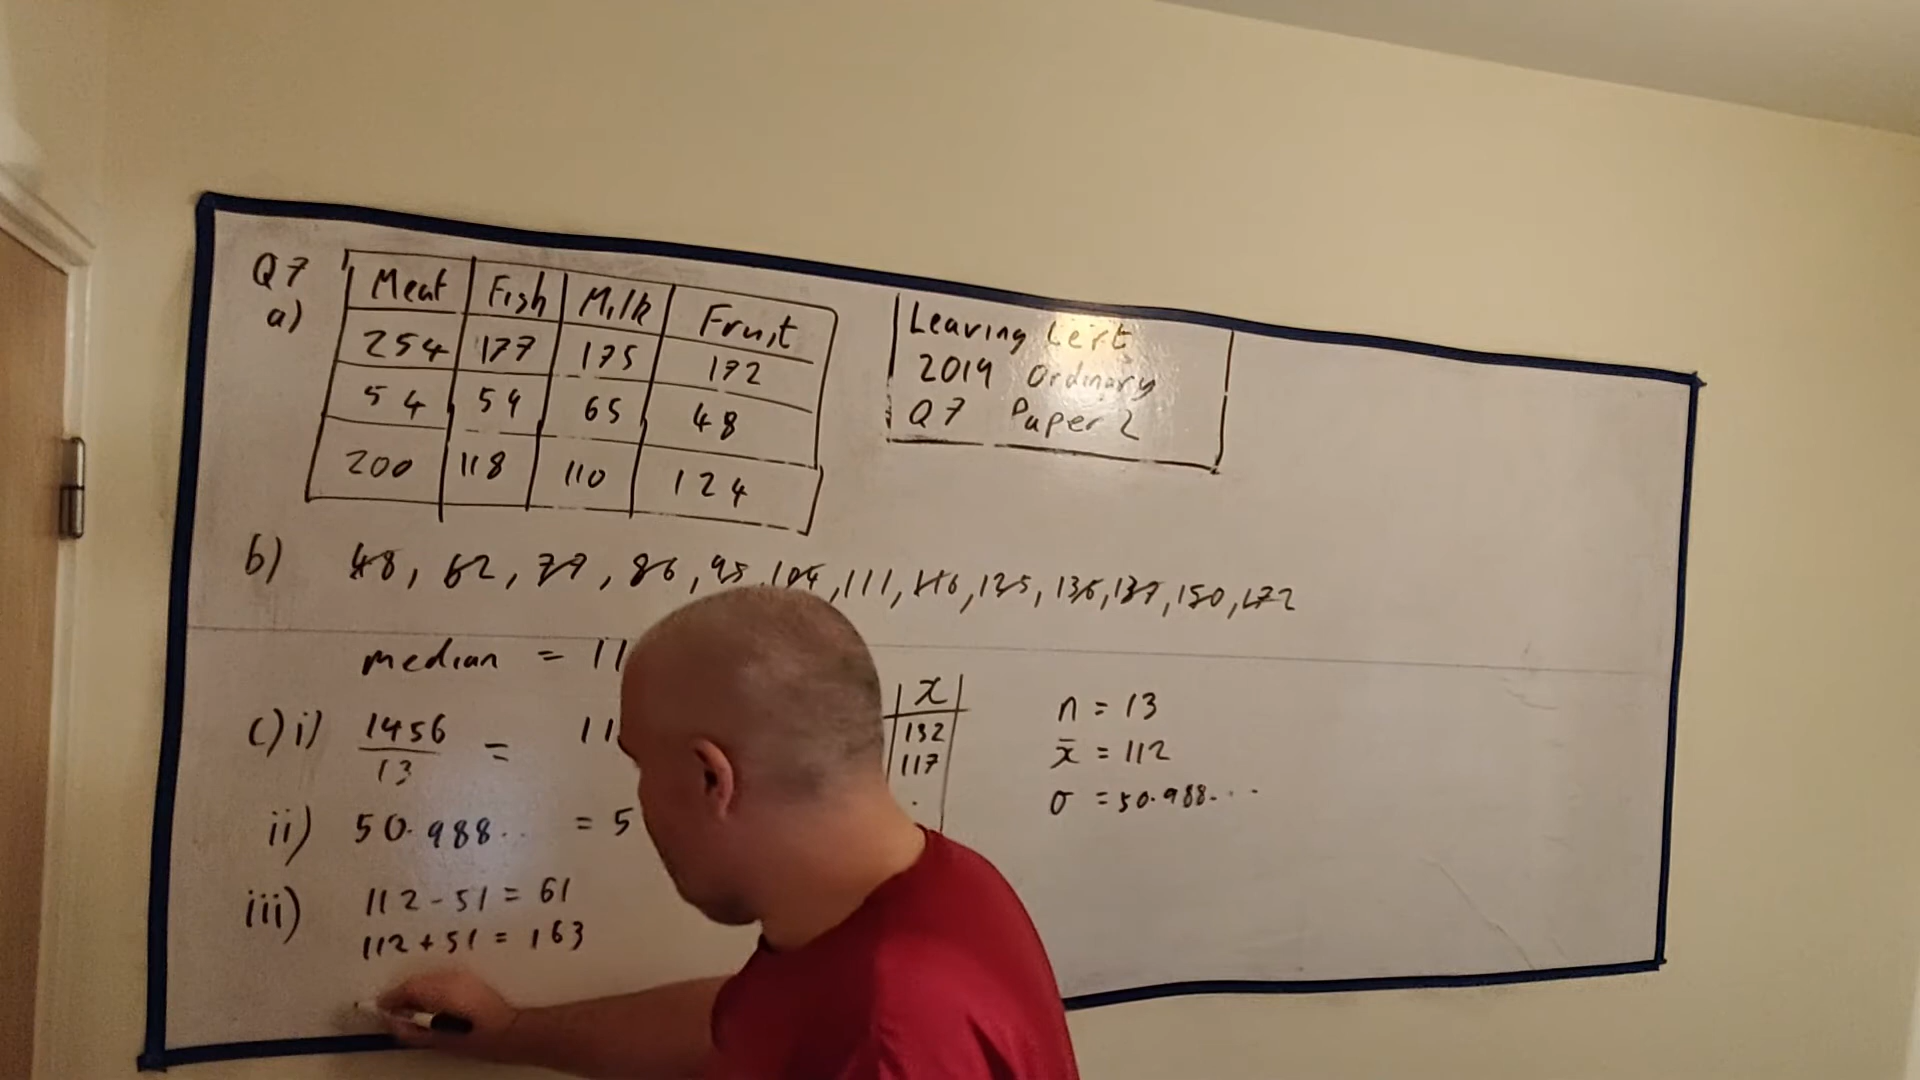 Q7
a)
Meat Fish Milk Fruit
254 177 175 172
54 59 65 48
200 118 110 124
Leaving Cert
2019 Ordinary
Q7 Paper 2
b) 48, 62, 77, 86, 95, 104, 111, 116, 125, 136, 137, 150, 172
median = 11
c) i) 1456
13
= 11
ii) 50.988.. = 5
iii) 112 - 51 = 61
112 + 51 = 163
x
132
117
.
n = 13
x̄ = 112
σ = 50.988...